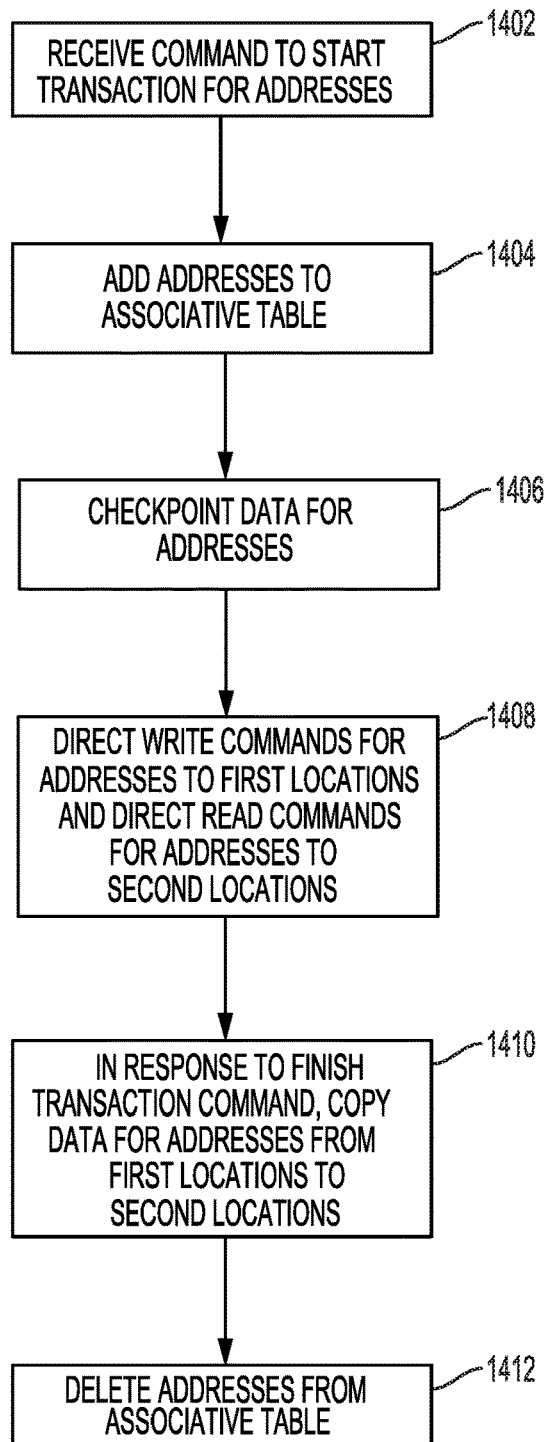 1402
RECEIVE COMMAND TO START
TRANSACTION FOR ADDRESSES
1404
ADD ADDRESSES TO
ASSOCIATIVE TABLE
1406
CHECKPOINT DATA FOR
ADDRESSES
1408
DIRECT WRITE COMMANDS FOR
ADDRESSES TO FIRST LOCATIONS
AND DIRECT READ COMMANDS
FOR ADDRESSES TO
SECOND LOCATIONS
1410
IN RESPONSE TO FINISH
TRANSACTION COMMAND, COPY
DATA FOR ADDRESSES FROM
FIRST LOCATIONS TO
SECOND LOCATIONS
1412
DELETE ADDRESSES FROM
ASSOCIATIVE TABLE